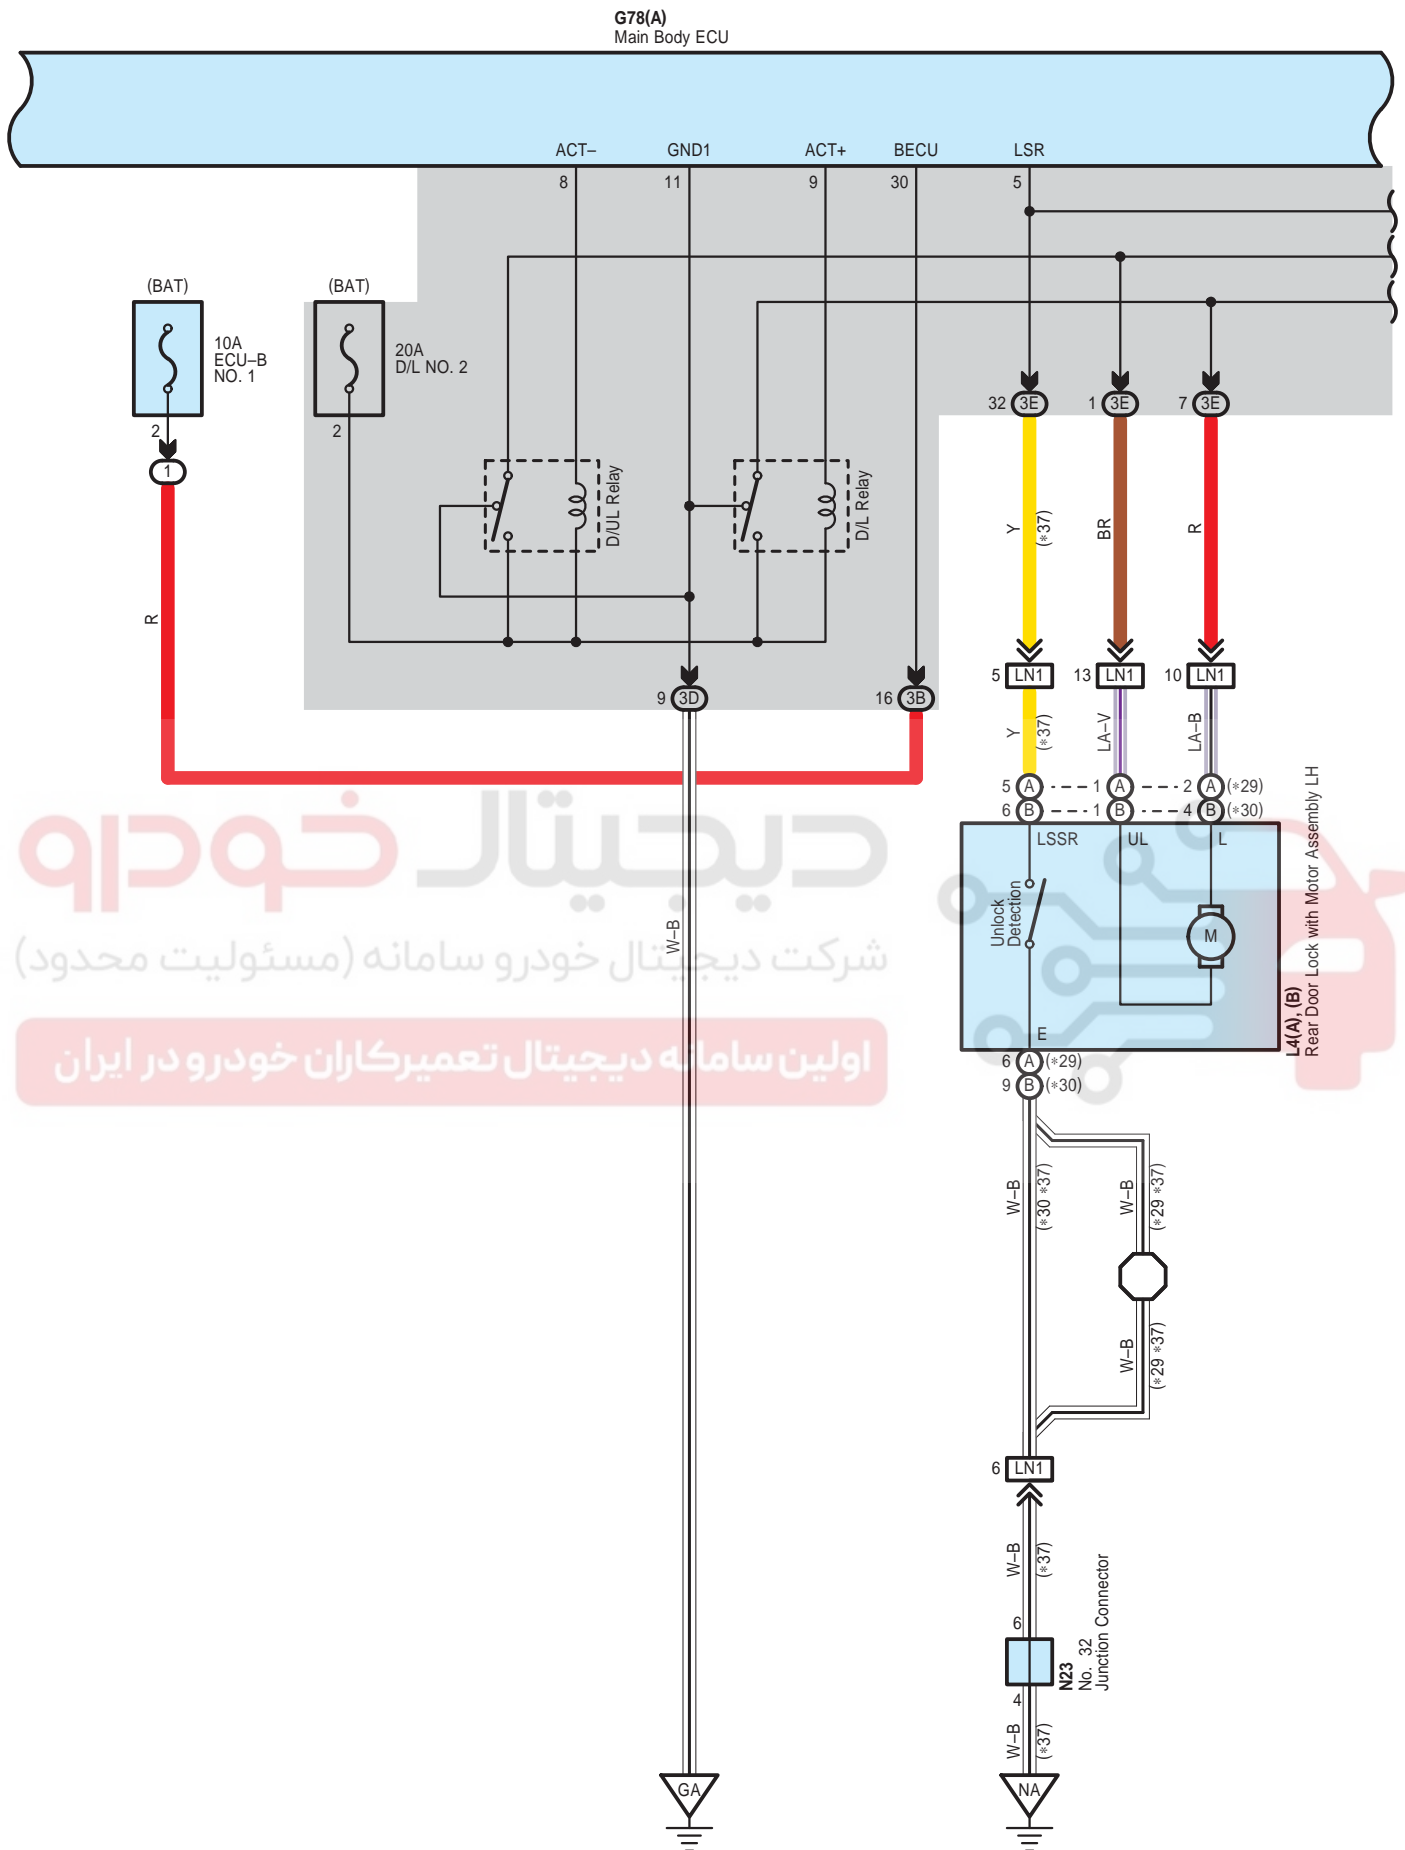 G78(A)
Main Body ECU
ACT–
GND1
ACT+
BECU
LSR
8
11
9
30
5
(BAT)
(BAT)
10A
ECU–B
NO. 1
20A
D/L NO. 2
2
2
1
32 3E
1 3E
7 3E
D/UL Relay
D/L Relay
Y
(*37)
BR
R
R
5 LN1
13 LN1
10 LN1
9 3D
16 3B
Y
(*37)
LA–V
LA–B
5 A
1 A
2 A (*29)
6 B
1 B
4 B (*30)
LSSR
UL
L
Unlock
Detection
M
E
L4(A), (B)
Rear Door Lock with Motor Assembly LH
دیجیتال خودرو
شرکت دیجیتال خودرو سامانه (مسئولیت محدود)
اولین سامانه دیجیتال تعمیرکاران خودرو در ایران
W–B
6 A (*29)
9 B (*30)
W–B
(*30 *37)
W–B
(*29 *37)
W–B
(*29 *37)
6 LN1
W–B
(*37)
6
N23
No. 32
Junction Connector
4
W–B
(*37)
GA
NA